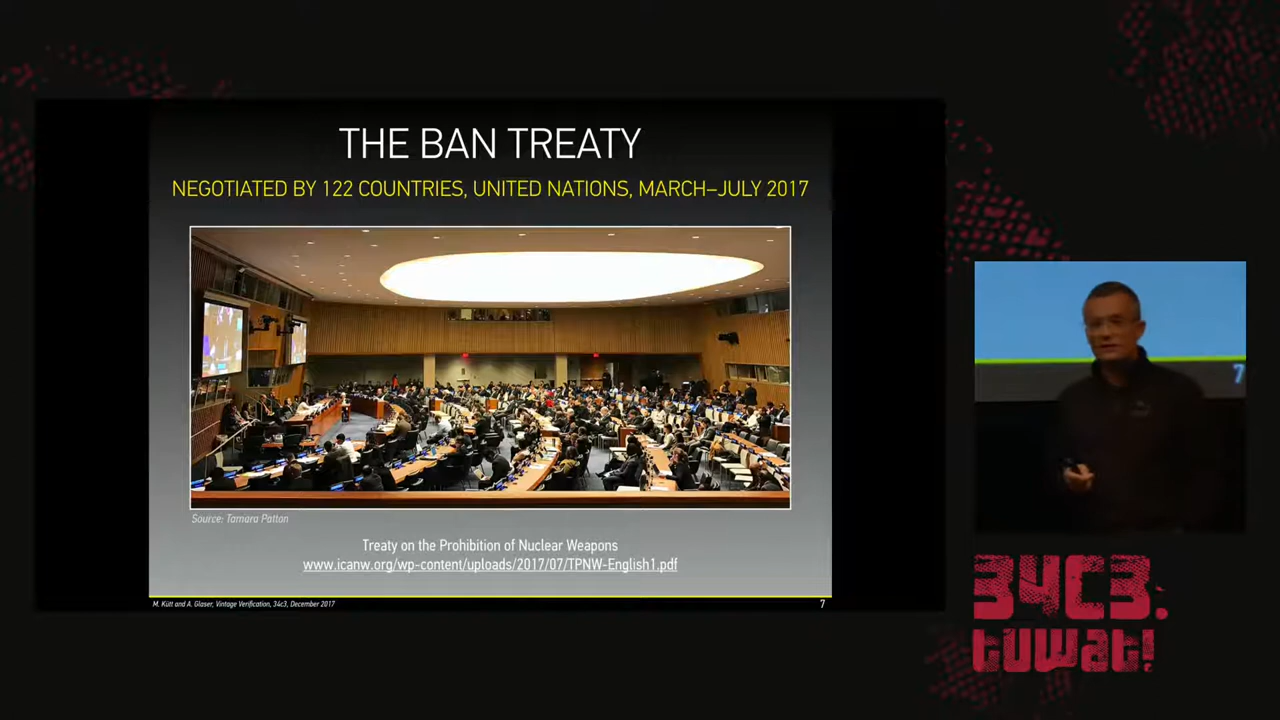 THE BAN TREATY
NEGOTIATED BY 122 COUNTRIES, UNITED NATIONS, MARCH–JULY 2017
Source: Tamara Patton
Treaty on the Prohibition of Nuclear Weapons
www.icanw.org/wp-content/uploads/2017/07/TPNW-English1.pdf
M. Kütt and A. Glaser, Vintage Verification, 34c3, December 2017
7
7
34C3.
tuwat!